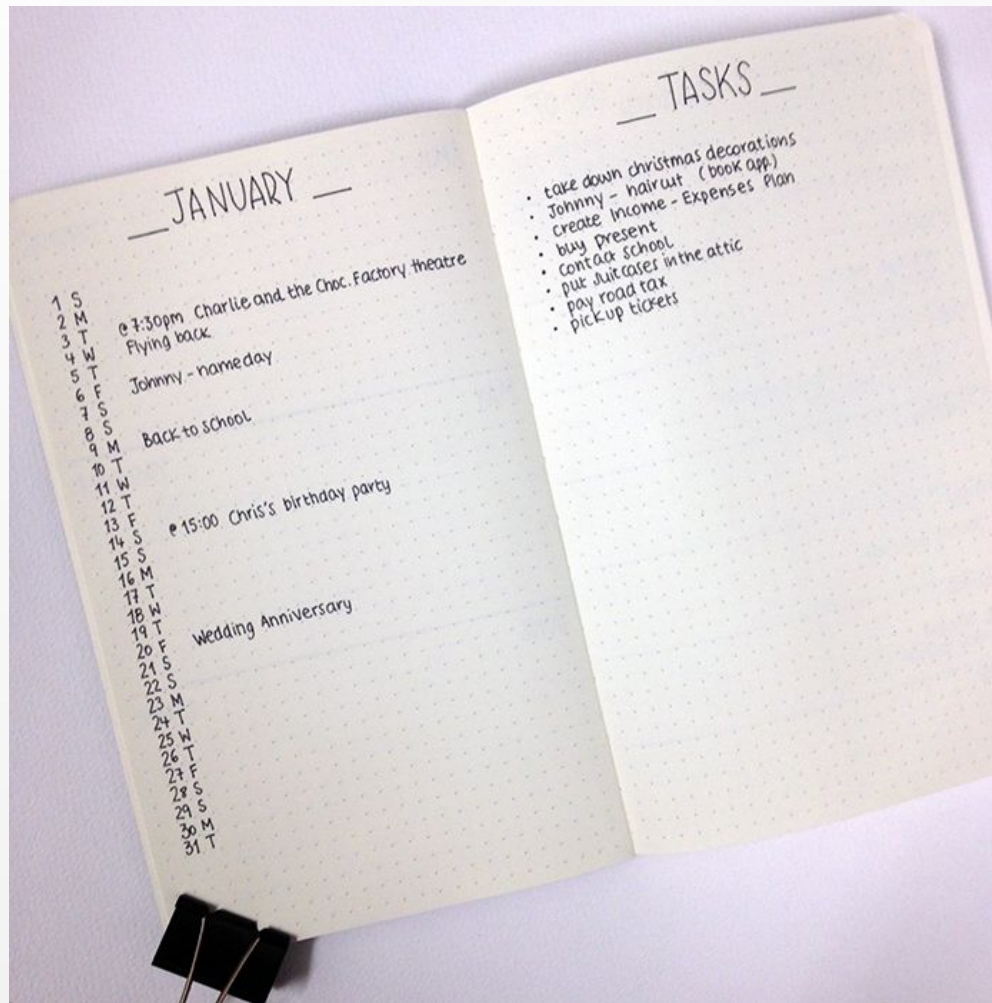 JANUARY
1 S
2 M
3 T @ 7:30pm Charlie and the Choc. Factory theatre
4 W Flying back
5 T
6 F Johnny - nameday
7 S
8 S
9 M Back to school
10 T
11 W
12 T
13 F
14 S @ 15:00 Chris's birthday party
15 S
16 M
17 T
18 W
19 T
20 F Wedding Anniversary
21 S
22 S
23 M
24 T
25 W
26 T
27 F
28 S
29 S
30 M
31 T
TASKS
• take down christmas decorations
• Johnny - haircut (book app.)
• create Income - Expenses Plan
• buy present
• contact school
• put suitcases in the attic
• pay road tax
• pick up tickets